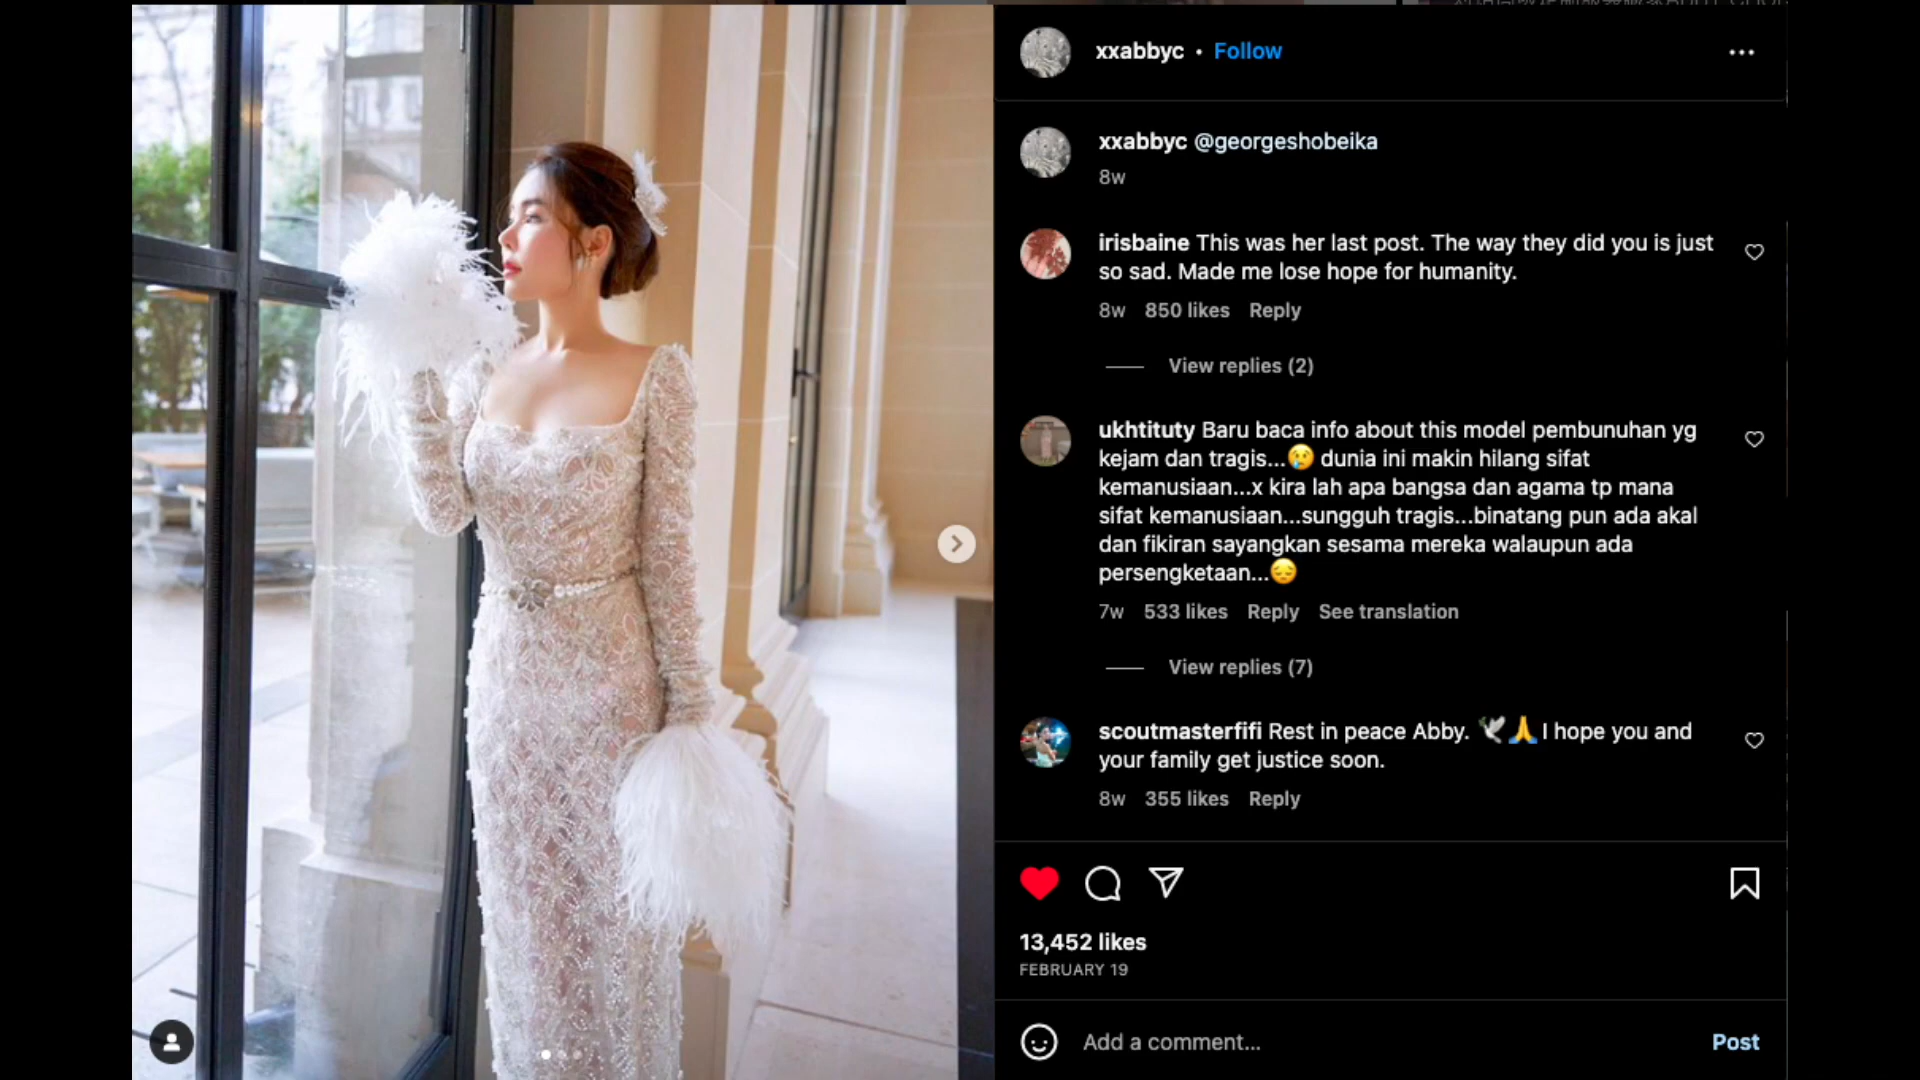 xxabbyc • Follow
xxabbyc @georgeshobeika
8w
irisbaine This was her last post. The way they did you is just
so sad. Made me lose hope for humanity.
8w 850 likes Reply
View replies (2)
ukhtituty Baru baca info about this model pembunuhan yg
kejam dan tragis...😢 dunia ini makin hilang sifat
kemanusiaan...x kira lah apa bangsa dan agama tp mana
sifat kemanusiaan...sungguh tragis...binatang pun ada akal
dan fikiran sayangkan sesama mereka walaupun ada
persengketaan...😔
7w 533 likes Reply See translation
View replies (7)
scoutmasterfifi Rest in peace Abby. 🕊🙏 I hope you and
your family get justice soon.
8w 355 likes Reply
13,452 likes
FEBRUARY 19
Add a comment...
Post